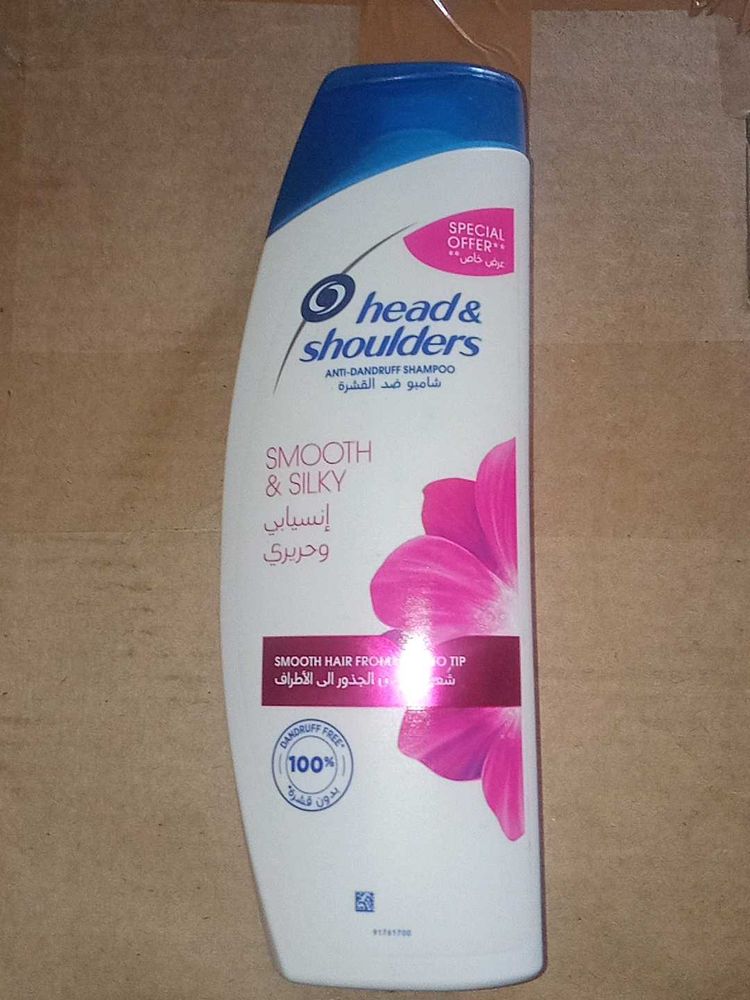 SPECIAL
OFFER**
عرض خاص**
head &
shoulders
ANTI-DANDRUFF SHAMPOO
شامبو ضد القشرة
SMOOTH
& SILKY
إنسيابي
وحريري
SMOOTH HAIR FROM TO TIP
الجذور الى الأطراف
DANDRUFF FREE*
100%
بدون قشرة*
91761700